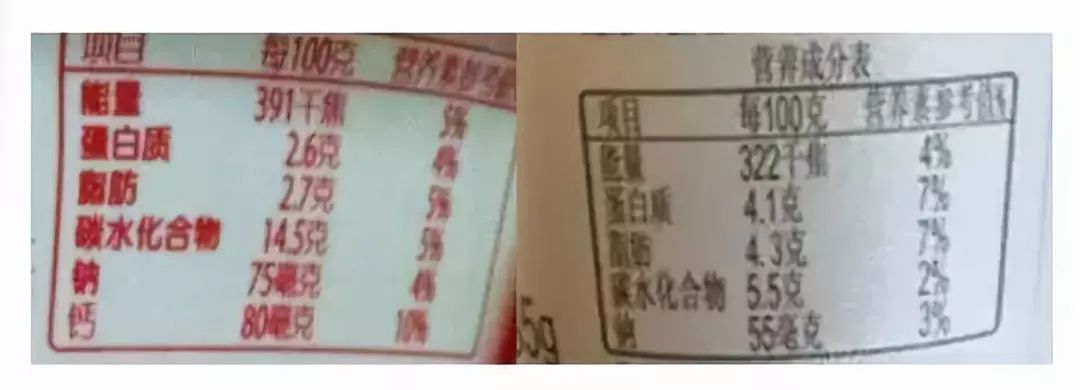 项目 每100克 营养素参考值
能量 391千焦 5%
蛋白质 2.6克 4%
脂肪 2.7克 5%
碳水化合物 14.5克 5%
钠 75毫克 4%
钙 80毫克 10%
营养成分表
项目 每100克 营养素参考值%
能量 322千焦 4%
蛋白质 4.1克 7%
脂肪 4.3克 7%
碳水化合物 5.5克 2%
钠 55毫克 3%
5g